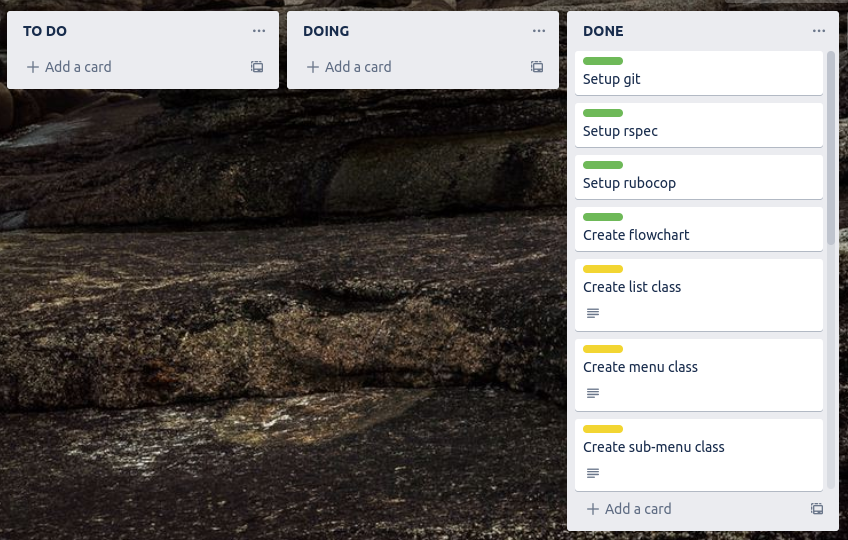 TO DO
Add a card
DOING
Add a card
DONE
Setup git
Setup rspec
Setup rubocop
Create flowchart
Create list class
Create menu class
Create sub-menu class
Add a card